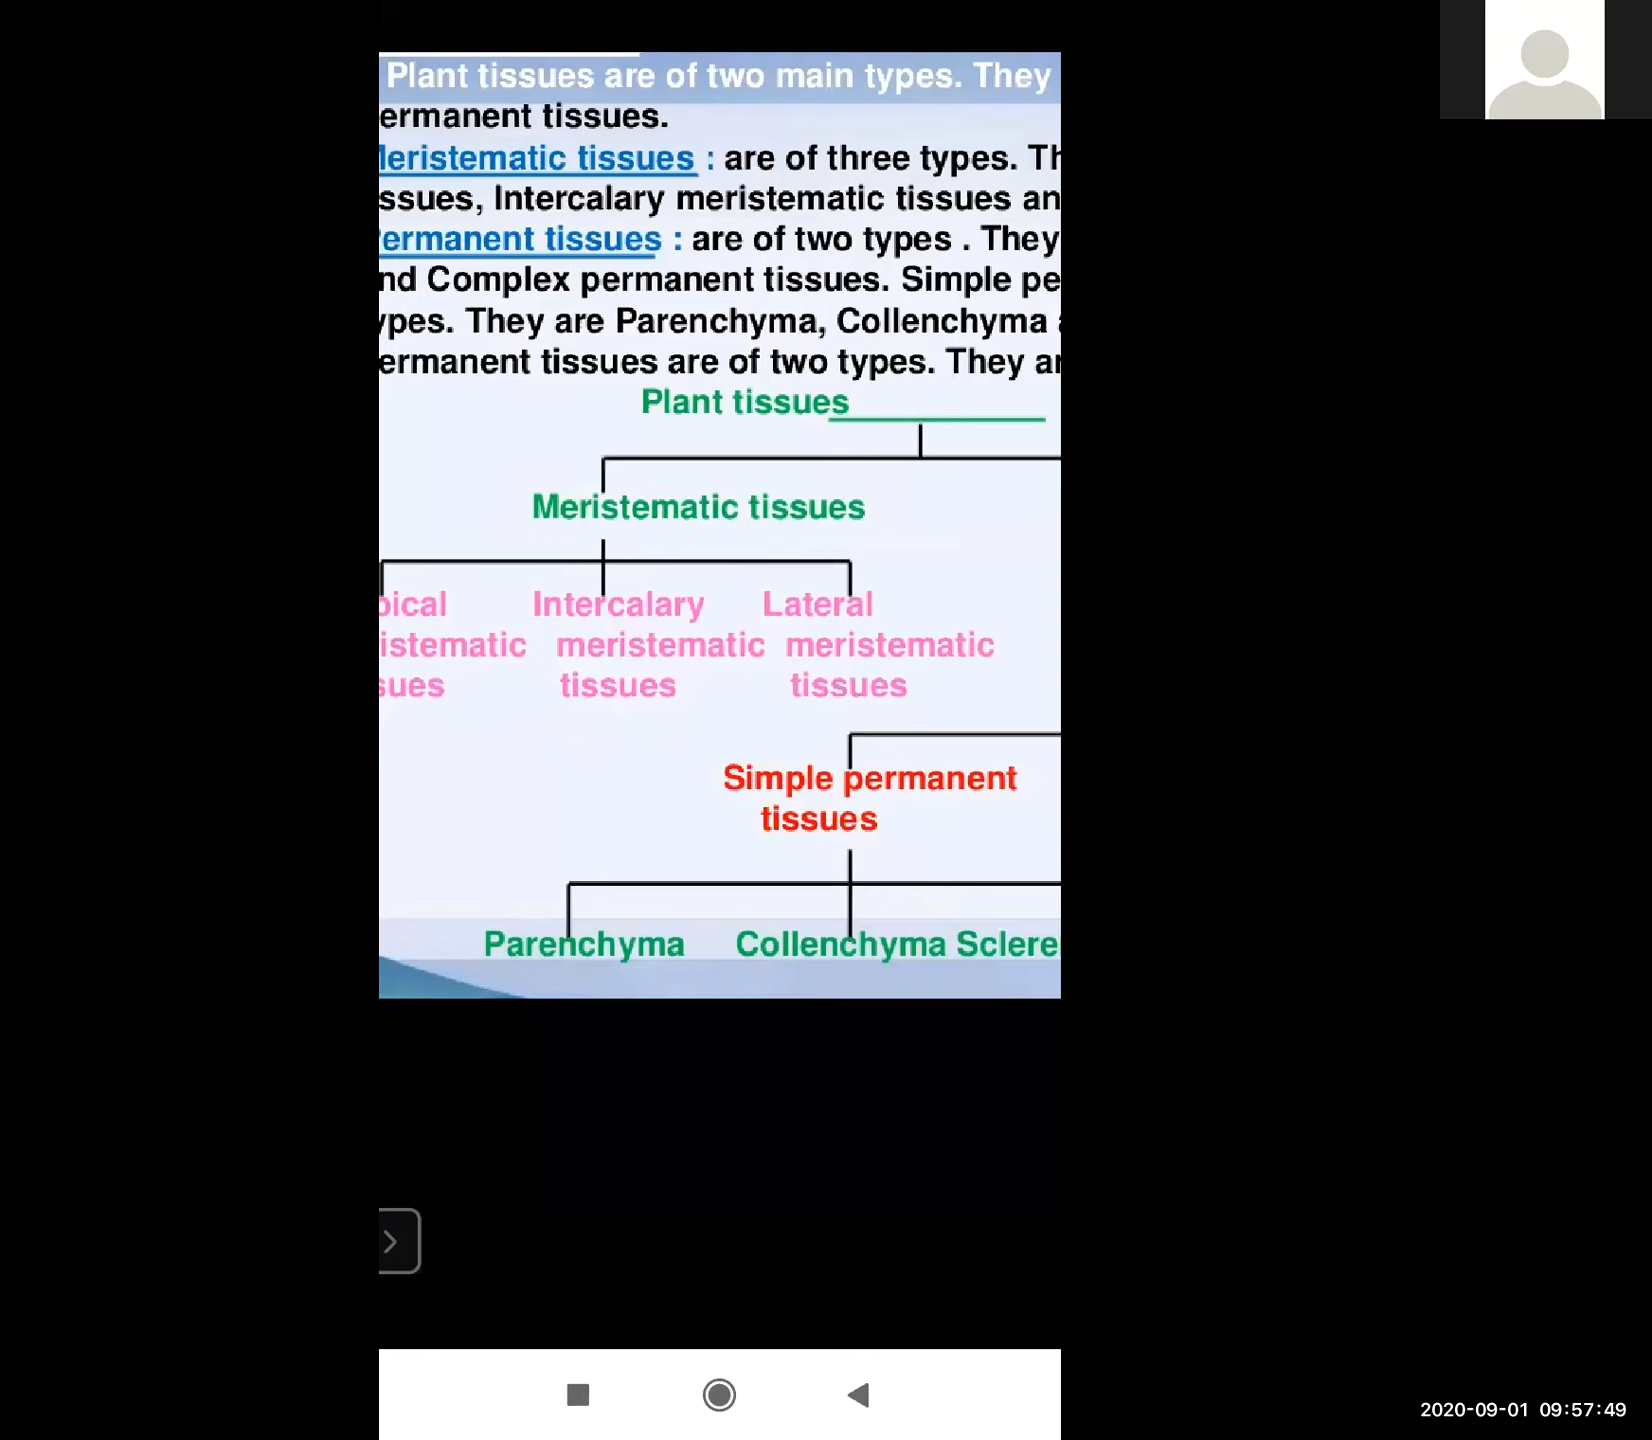 Plant tissues are of two main types. They
ermanent tissues.
eristematic tissues : are of three types. Th
ssues, Intercalary meristematic tissues an
ermanent tissues : are of two types . They
nd Complex permanent tissues. Simple pe
ypes. They are Parenchyma, Collenchyma
ermanent tissues are of two types. They ar
Plant tissues
Meristematic tissues
pical Intercalary Lateral
istematic meristematic meristematic
sues tissues tissues
Simple permanent
tissues
Parenchyma Collenchyma Sclere
2020-09-01 09:57:49